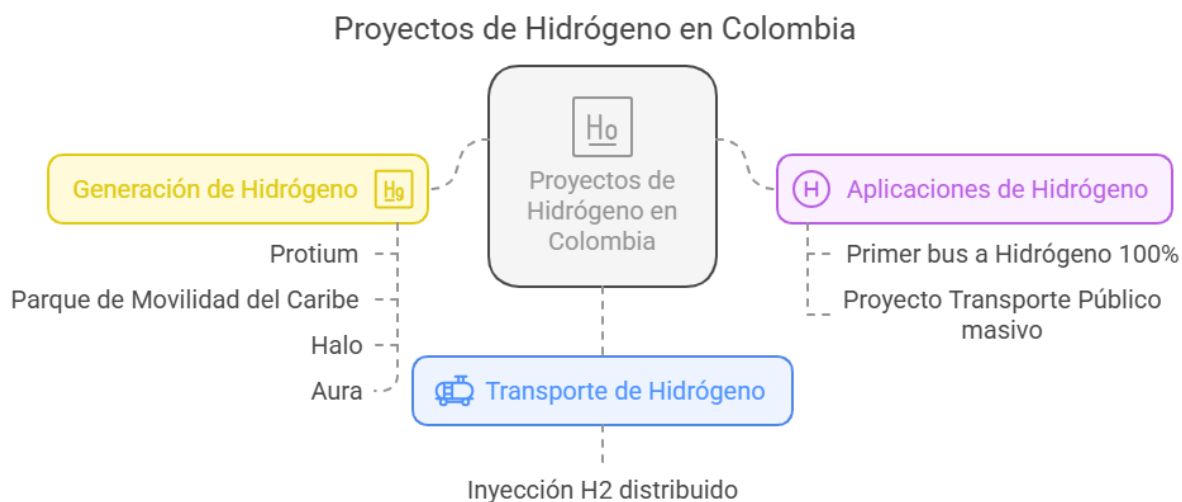 Proyectos de Hidrógeno en Colombia
Ho
Proyectos de
Hidrógeno en
Colombia
Generación de Hidrógeno
Hg
Protium
Parque de Movilidad del Caribe
Halo
Aura
Transporte de Hidrógeno
Inyección H2 distribuido
H
Aplicaciones de Hidrógeno
Primer bus a Hidrógeno 100%
Proyecto Transporte Público
masivo